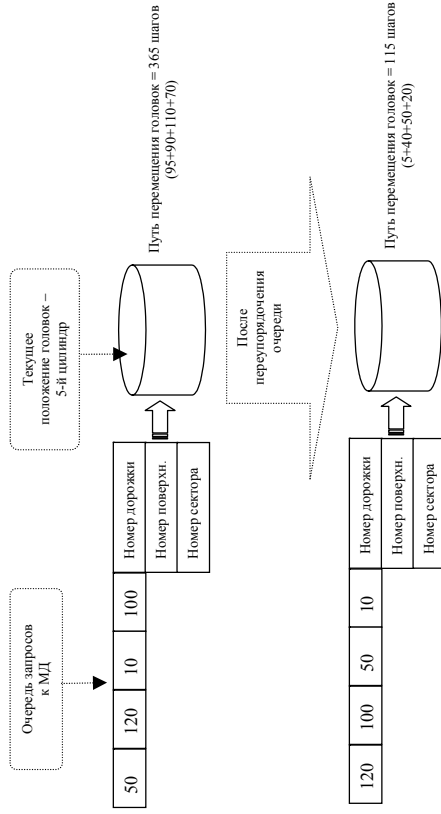 Очередь запросов
к МД
Текущее
положение головок –
5-й цилиндр
50
120
10
100
Номер дорожки
Номер поверхн.
Номер сектора
Путь перемещения головок = 365 шагов
(95+90+110+70)
После
переупорядочения
очереди
120
100
50
10
Номер дорожки
Номер поверхн.
Номер сектора
Путь перемещения головок = 115 шагов
(5+40+50+20)